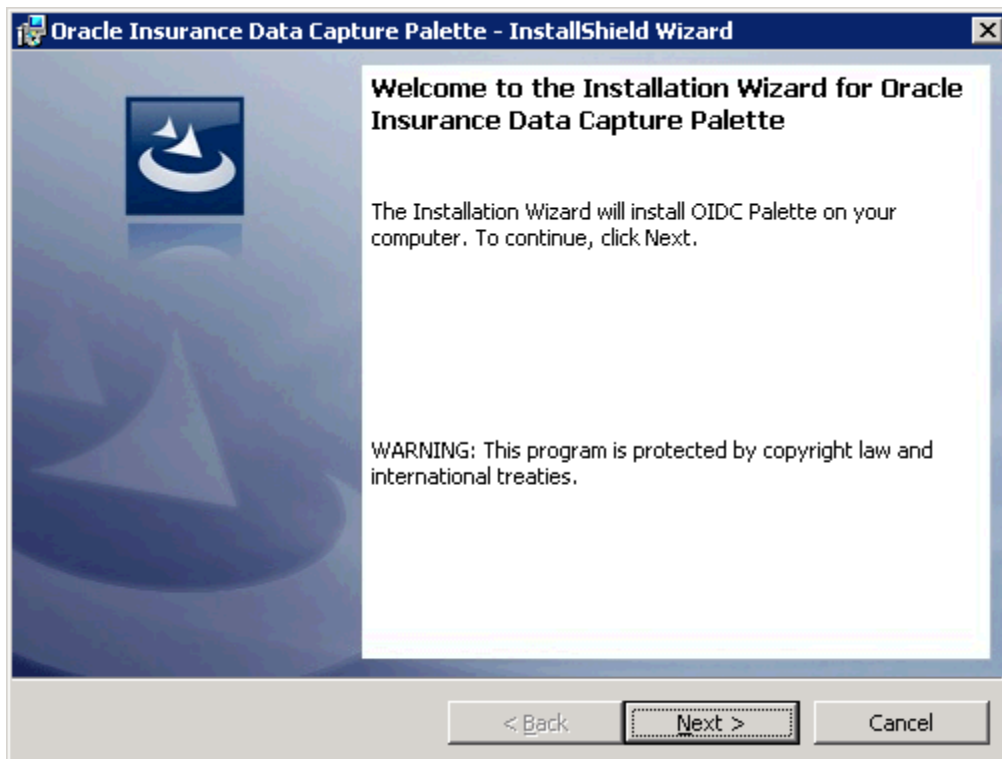 Oracle Insurance Data Capture Palette - InstallShield Wizard
Welcome to the Installation Wizard for Oracle
Insurance Data Capture Palette
The Installation Wizard will install OIDC Palette on your
computer. To continue, click Next.
WARNING: This program is protected by copyright law and
international treaties.
< Back
Next >
Cancel